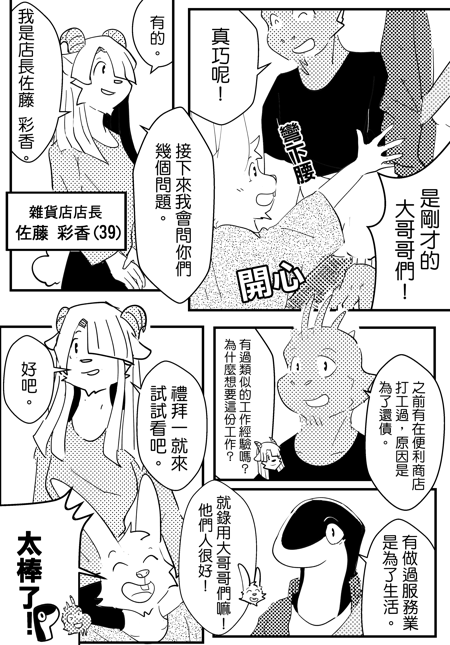 是剛才的
大哥哥們！
真巧呢！
彎下腰
開心
接下來我會問你們
幾個問題。
有的。
我是店長佐藤 彩香。
雜貨店店長
佐藤 彩香(39)
之前有在便利商店
打工過，原因是
為了還債。
有過類似的工作經驗嗎？
為什麼想要這份工作？
禮拜一就來
試試看吧。
好吧。
有做過服務業
是為了生活。
就錄用大哥哥們嘛！
他們人很好！
太棒了！